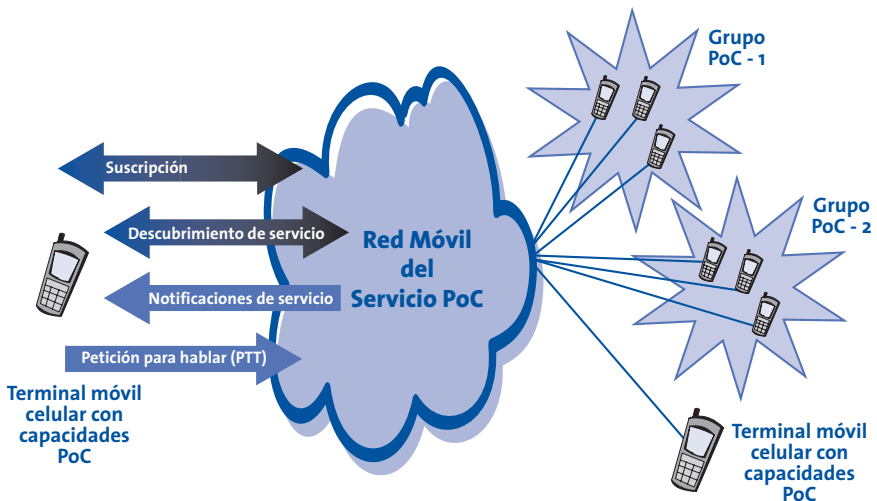 Grupo
PoC - 1
Suscripción
Descubrimiento de servicio
Notificaciones de servicio
Petición para hablar (PTT)
Terminal móvil
celular con
capacidades
PoC
Red Móvil
del
Servicio PoC
Grupo
PoC - 2
Terminal móvil
celular con
capacidades
PoC